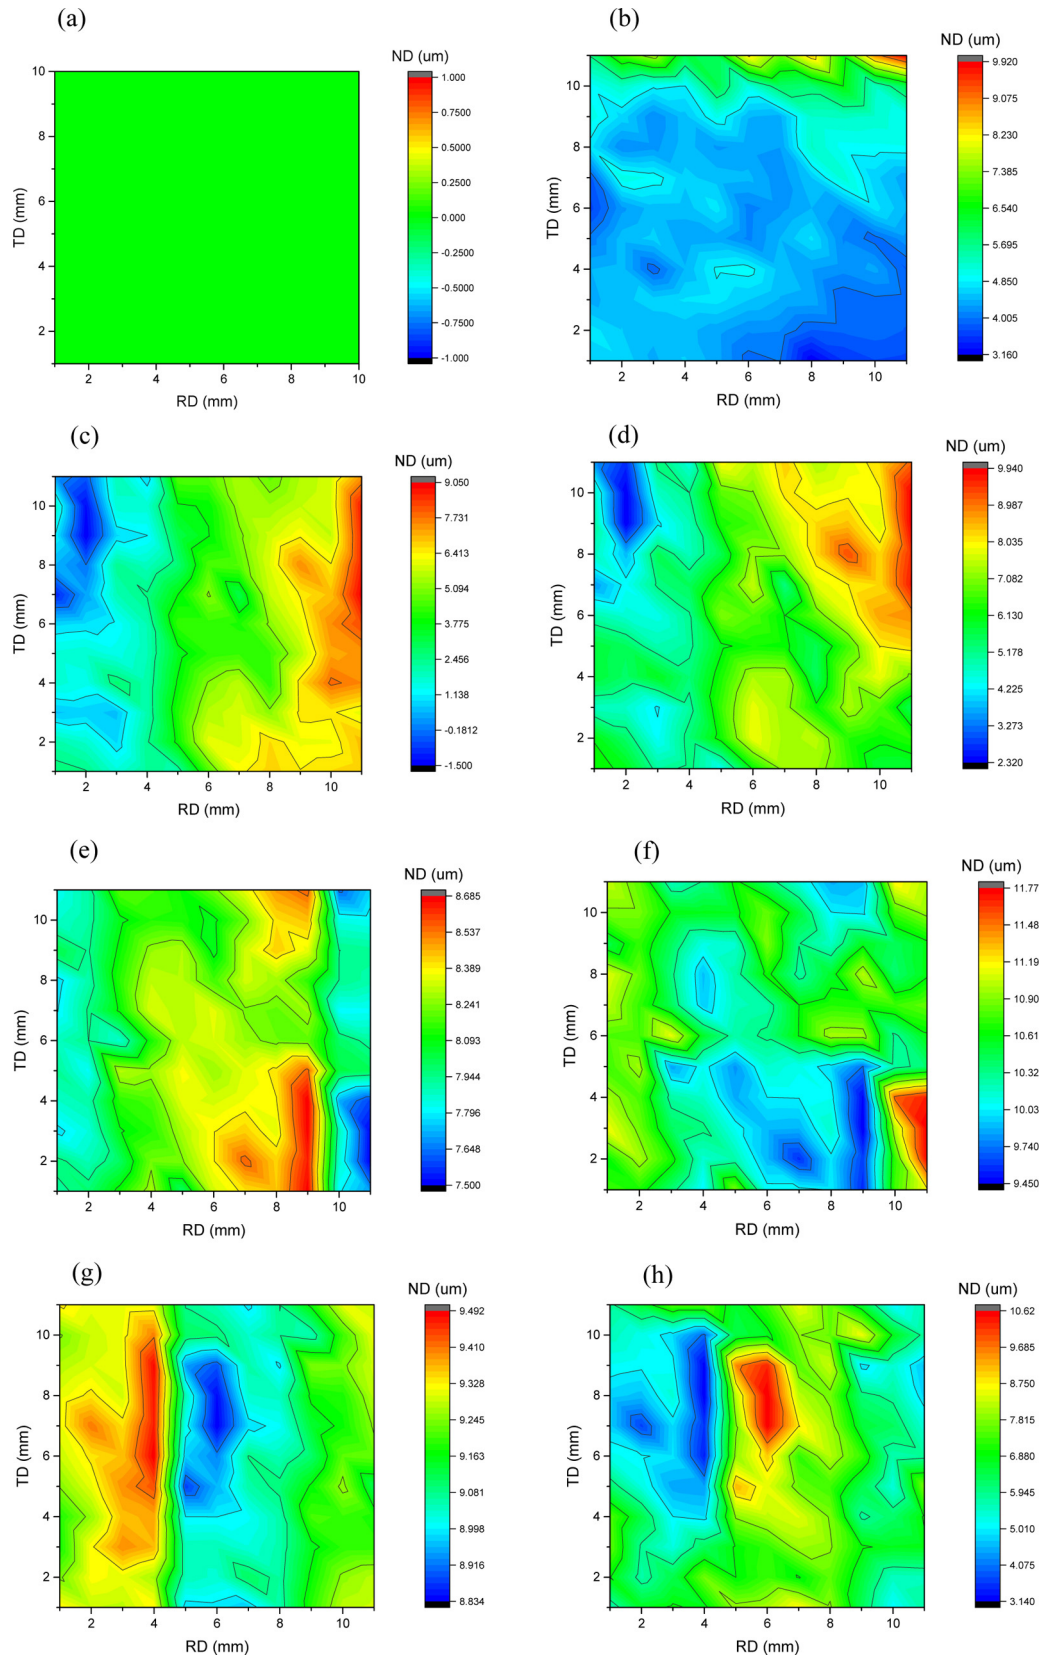 (a)
ND (um)
10
8
6
4
2
TD (mm)
2 4 6 8 10
RD (mm)
1.000
0.7500
0.5000
0.2500
0.000
-0.2500
-0.5000
-0.7500
-1.000
(b)
ND (um)
10
8
6
4
2
TD (mm)
2 4 6 8 10
RD (mm)
9.920
9.075
8.230
7.385
6.540
5.695
4.850
4.005
3.160
(c)
ND (um)
10
8
6
4
2
TD (mm)
2 4 6 8 10
RD (mm)
9.050
7.731
6.413
5.094
3.775
2.456
1.138
-0.1812
-1.500
(d)
ND (um)
10
8
6
4
2
TD (mm)
2 4 6 8 10
RD (mm)
9.940
8.987
8.035
7.082
6.130
5.178
4.225
3.273
2.320
(e)
ND (um)
10
8
6
4
2
TD (mm)
2 4 6 8 10
RD (mm)
8.685
8.537
8.389
8.241
8.093
7.944
7.796
7.648
7.500
(f)
ND (um)
10
8
6
4
2
TD (mm)
2 4 6 8 10
RD (mm)
11.77
11.48
11.19
10.90
10.61
10.32
10.03
9.740
9.450
(g)
ND (um)
10
8
6
4
2
TD (mm)
2 4 6 8 10
RD (mm)
9.492
9.410
9.328
9.245
9.163
9.081
8.998
8.916
8.834
(h)
ND (um)
10
8
6
4
2
TD (mm)
2 4 6 8 10
RD (mm)
10.62
9.685
8.750
7.815
6.880
5.945
5.010
4.075
3.140